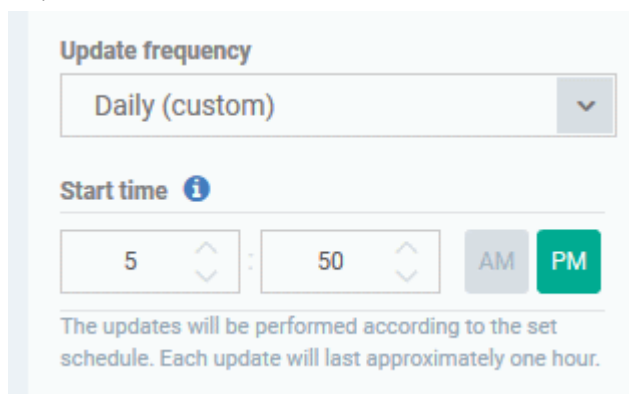 Update frequency
Daily (custom)
Start time
5 : 50 AM PM
The updates will be performed according to the set
schedule. Each update will last approximately one hour.